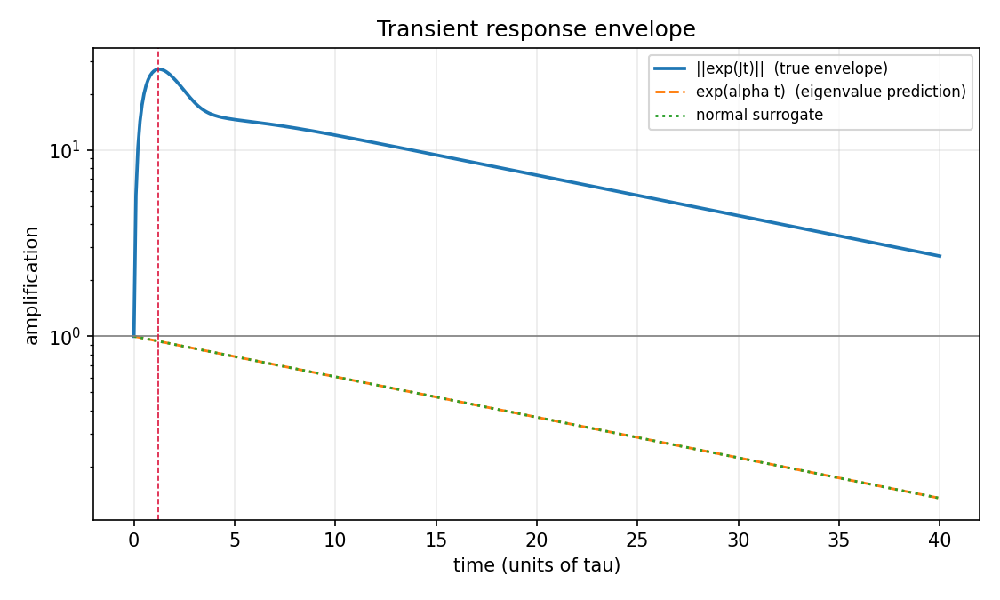 Transient response envelope
||exp(Jt)|| (true envelope)
exp(alpha t) (eigenvalue prediction)
normal surrogate
amplification
10¹
10⁰
0 5 10 15 20 25 30 35 40
time (units of tau)